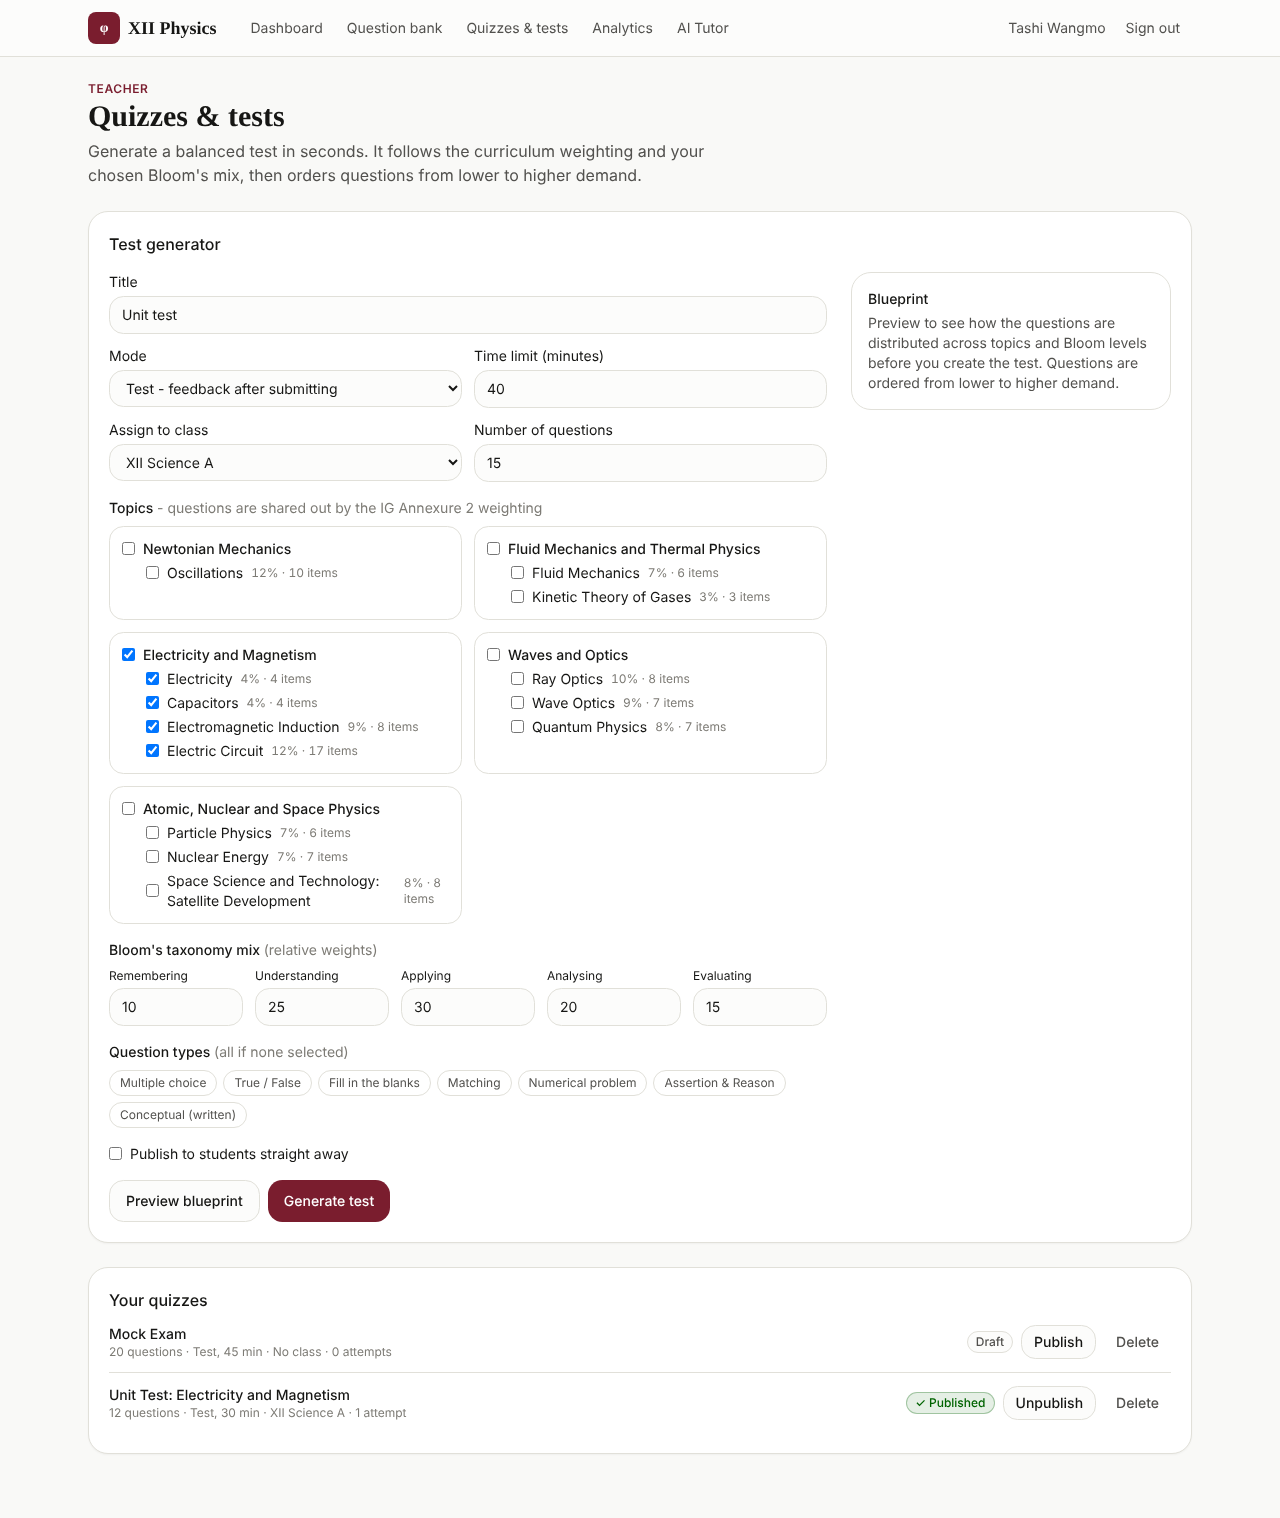 φ XII Physics Dashboard Question bank Quizzes & tests Analytics AI Tutor Tashi Wangmo Sign out
TEACHER
Quizzes & tests
Generate a balanced test in seconds. It follows the curriculum weighting and your
chosen Bloom's mix, then orders questions from lower to higher demand.
Test generator
Title
Unit test
Mode
Test - feedback after submitting
Time limit (minutes)
40
Assign to class
XII Science A
Number of questions
15
Topics - questions are shared out by the IG Annexure 2 weighting
Newtonian Mechanics
Oscillations 12% · 10 items
Fluid Mechanics and Thermal Physics
Fluid Mechanics 7% · 6 items
Kinetic Theory of Gases 3% · 3 items
Electricity and Magnetism
Electricity 4% · 4 items
Capacitors 4% · 4 items
Electromagnetic Induction 9% · 8 items
Electric Circuit 12% · 17 items
Waves and Optics
Ray Optics 10% · 8 items
Wave Optics 9% · 7 items
Quantum Physics 8% · 7 items
Atomic, Nuclear and Space Physics
Particle Physics 7% · 6 items
Nuclear Energy 7% · 7 items
Space Science and Technology: 8% · 8
Satellite Development items
Bloom's taxonomy mix (relative weights)
Remembering Understanding Applying Analysing Evaluating
10 25 30 20 15
Question types (all if none selected)
Multiple choice True / False Fill in the blanks Matching Numerical problem Assertion & Reason
Conceptual (written)
Publish to students straight away
Preview blueprint Generate test
Blueprint
Preview to see how the questions are
distributed across topics and Bloom levels
before you create the test. Questions are
ordered from lower to higher demand.
Your quizzes
Mock Exam
20 questions · Test, 45 min · No class · 0 attempts
Draft Publish Delete
Unit Test: Electricity and Magnetism
12 questions · Test, 30 min · XII Science A · 1 attempt
✓ Published Unpublish Delete